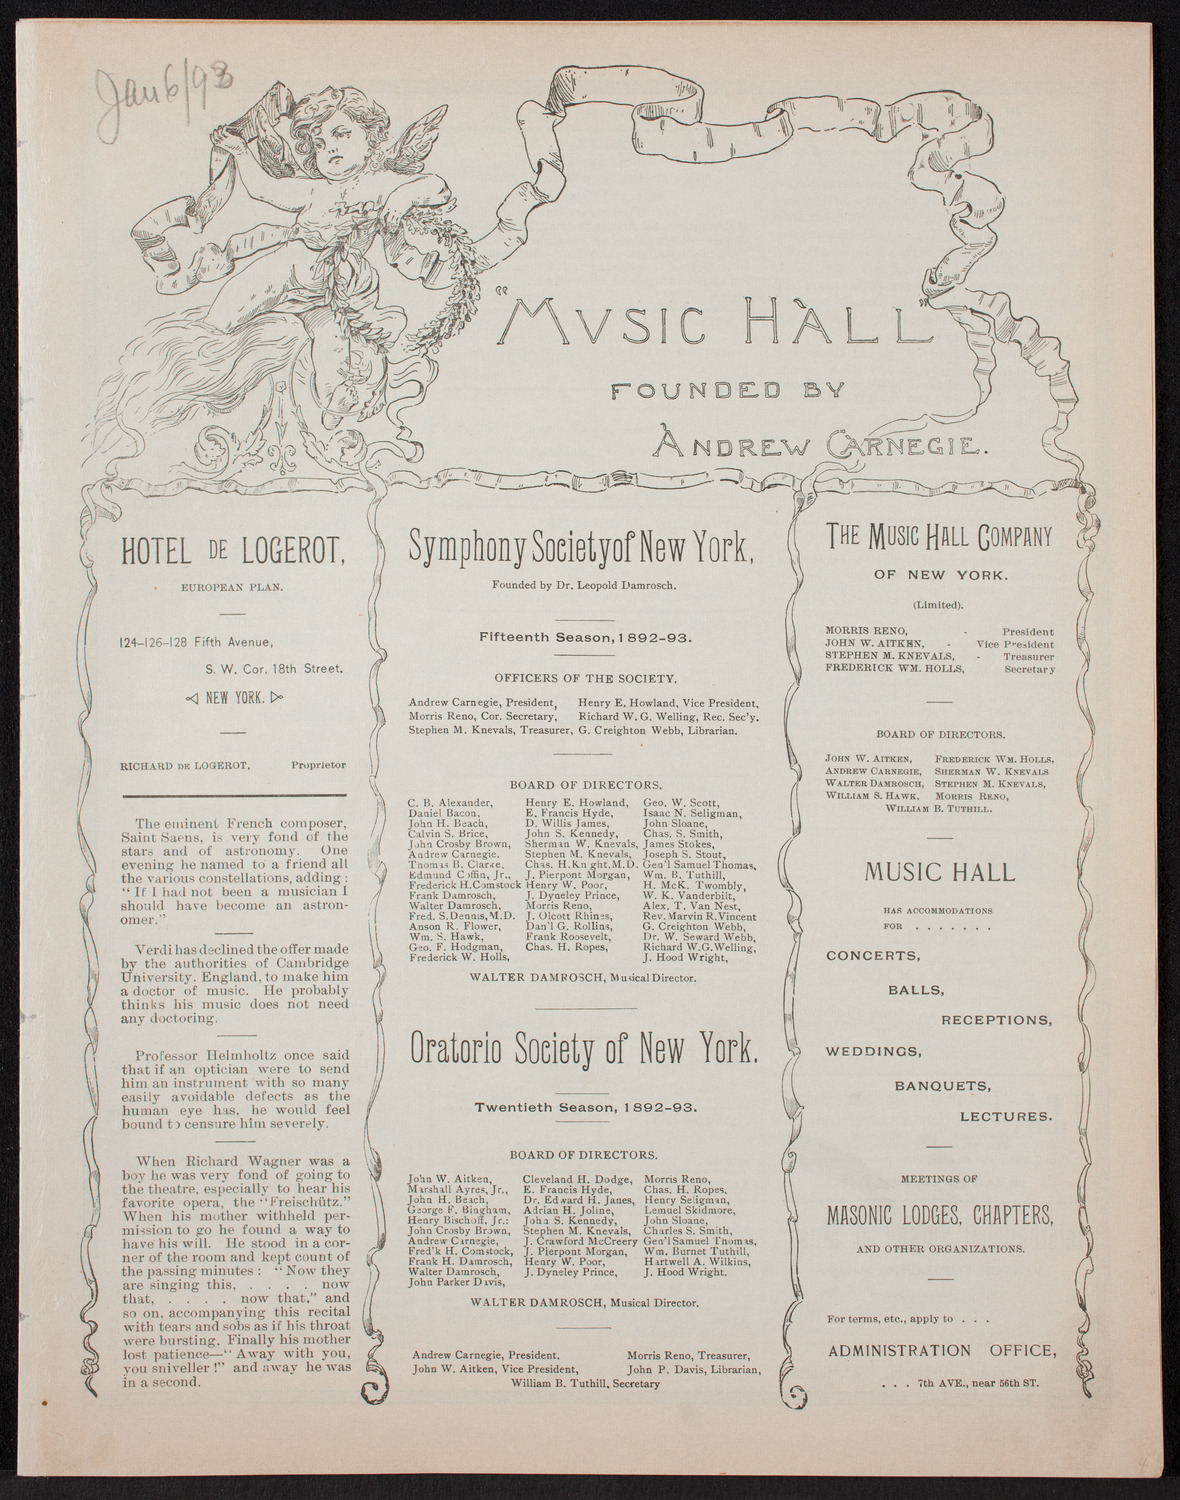 Jan 6/93
"MVSIC HALL"
FOUNDED BY
ANDREW CARNEGIE.
HOTEL DE LOGEROT,
EUROPEAN PLAN.
124-126-128 Fifth Avenue,
S. W. Cor. 18th Street.
NEW YORK.
RICHARD DE LOGEROT, Proprietor
The eminent French composer,
Saint Saens, is very fond of the
stars and of astronomy. One
evening he named to a friend all
the various constellations, adding:
"If I had not been a musician I
should have become an astron-
omer."
Verdi has declined the offer made
by the authorities of Cambridge
University, England, to make him
a doctor of music. He probably
thinks his music does not need
any doctoring.
Professor Helmholtz once said
that if an optician were to send
him an instrument with so many
easily avoidable defects as the
human eye has, he would feel
bound to censure him severely.
When Richard Wagner was a
boy he was very fond of going to
the theatre, especially to hear his
favorite opera, the "Freischütz."
When his mother withheld per-
mission to go he found a way to
have his will. He stood in a cor-
ner of the room and kept count of
the passing minutes: "Now they
are singing this, . . . . now
that, . . . . now that," and
so on, accompanying this recital
with tears and sobs as if his throat
were bursting. Finally his mother
lost patience—"Away with you,
you sniveller!" and away he was
in a second.
Symphony Society of New York,
Founded by Dr. Leopold Damrosch.
Fifteenth Season, 1892-93.
OFFICERS OF THE SOCIETY.
Andrew Carnegie, President, Henry E. Howland, Vice President,
Morris Reno, Cor. Secretary, Richard W. G. Welling, Rec. Sec'y.
Stephen M. Knevals, Treasurer, G. Creighton Webb, Librarian.
BOARD OF DIRECTORS.
C. B. Alexander, Henry E. Howland, Geo. W. Scott,
Daniel Bacon, E. Francis Hyde, Isaac N. Seligman,
John H. Beach, D. Willis James, John Sloane,
Calvin S. Brice, John S. Kennedy, Chas. S. Smith,
John Crosby Brown, Sherman W. Knevals, James Stokes,
Andrew Carnegie. Stephen M. Knevals, Joseph S. Stout,
Thomas B. Clarke, Chas. H. Knight, M.D. Gen'l Samuel Thomas,
Edmund Coffin, Jr., J. Pierpont Morgan, Wm. B. Tuthill,
Frederick H. Comstock Henry W. Poor, H. McK. Twombly,
Frank Damrosch, J. Dyneley Prince, W. K. Vanderbilt,
Walter Damrosch, Morris Reno, Alex. T. Van Nest,
Fred. S. Dennis, M.D. J. Olcott Rhines, Rev. Marvin R. Vincent
Anson R. Flower, Dan'l G. Rollins, G. Creighton Webb,
Wm. S. Hawk, Frank Roosevelt, Dr. W. Seward Webb,
Geo. F. Hodgman, Chas. H. Ropes, Richard W.G. Welling,
Frederick W. Holls, J. Hood Wright,
WALTER DAMROSCH, Musical Director.
Oratorio Society of New York.
Twentieth Season, 1892-93.
BOARD OF DIRECTORS.
John W. Aitken, Cleveland H. Dodge, Morris Reno,
Marshall Ayres, Jr., E. Francis Hyde, Chas. H. Ropes,
John H. Beach, Dr. Edward H. Janes, Henry Seligman,
George F. Bingham, Adrian H. Joline, Lemuel Skidmore,
Henry Bischoff, Jr.: John S. Kennedy, John Sloane,
John Crosby Brown, Stephen M. Knevals, Charles S. Smith,
Andrew Carnegie, J. Crawford McCreery Gen'l Samuel Thomas,
Fred'k H. Comstock, J. Pierpont Morgan, Wm. Burnet Tuthill,
Frank H. Damrosch, Henry W. Poor, Hartwell A. Wilkins,
Walter Damrosch, J. Dyneley Prince, J. Hood Wright.
John Parker Davis,
WALTER DAMROSCH, Musical Director.
Andrew Carnegie, President. Morris Reno, Treasurer,
John W. Aitken, Vice President, John P. Davis, Librarian,
William B. Tuthill, Secretary
THE MUSIC HALL COMPANY
OF NEW YORK.
(Limited).
MORRIS RENO, - President
JOHN W. AITKEN, - Vice President
STEPHEN M. KNEVALS, - Treasurer
FREDERICK WM. HOLLS, Secretary
BOARD OF DIRECTORS.
JOHN W. AITKEN, FREDERICK WM. HOLLS,
ANDREW CARNEGIE, SHERMAN W. KNEVALS
WALTER DAMROSCH, STEPHEN M. KNEVALS,
WILLIAM S. HAWK, MORRIS RENO,
WILLIAM B. TUTHILL.
MUSIC HALL
HAS ACCOMMODATIONS
FOR . . . . . . .
CONCERTS,
BALLS,
RECEPTIONS,
WEDDINGS,
BANQUETS,
LECTURES.
MEETINGS OF
MASONIC LODGES, CHAPTERS,
AND OTHER ORGANIZATIONS.
For terms, etc., apply to . . .
ADMINISTRATION OFFICE,
. . . 7th AVE., near 56th ST.